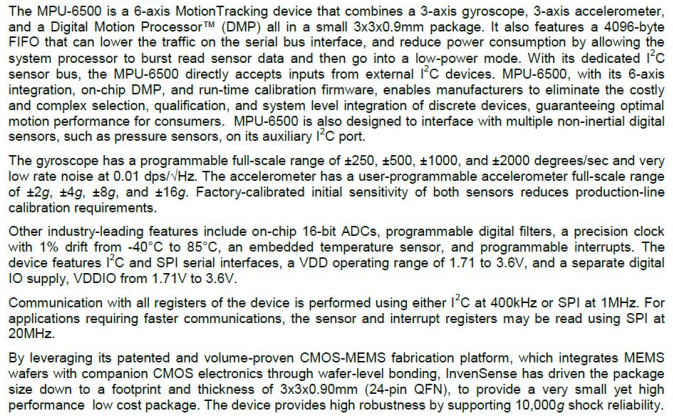 The MPU-6500 is a 6-axis MotionTracking device that combines a 3-axis gyroscope, 3-axis accelerometer,
and a Digital Motion Processor™ (DMP) all in a small 3x3x0.9mm package. It also features a 4096-byte
FIFO that can lower the traffic on the serial bus interface, and reduce power consumption by allowing the
system processor to burst read sensor data and then go into a low-power mode. With its dedicated I²C
sensor bus, the MPU-6500 directly accepts inputs from external I²C devices. MPU-6500, with its 6-axis
integration, on-chip DMP, and run-time calibration firmware, enables manufacturers to eliminate the costly
and complex selection, qualification, and system level integration of discrete devices, guaranteeing optimal
motion performance for consumers. MPU-6500 is also designed to interface with multiple non-inertial digital
sensors, such as pressure sensors, on its auxiliary I²C port.
The gyroscope has a programmable full-scale range of ±250, ±500, ±1000, and ±2000 degrees/sec and very
low rate noise at 0.01 dps/√Hz. The accelerometer has a user-programmable accelerometer full-scale range
of ±2g, ±4g, ±8g, and ±16g. Factory-calibrated initial sensitivity of both sensors reduces production-line
calibration requirements.
Other industry-leading features include on-chip 16-bit ADCs, programmable digital filters, a precision clock
with 1% drift from -40°C to 85°C, an embedded temperature sensor, and programmable interrupts. The
device features I²C and SPI serial interfaces, a VDD operating range of 1.71 to 3.6V, and a separate digital
IO supply, VDDIO from 1.71V to 3.6V.
Communication with all registers of the device is performed using either I²C at 400kHz or SPI at 1MHz. For
applications requiring faster communications, the sensor and interrupt registers may be read using SPI at
20MHz.
By leveraging its patented and volume-proven CMOS-MEMS fabrication platform, which integrates MEMS
wafers with companion CMOS electronics through wafer-level bonding, InvenSense has driven the package
size down to a footprint and thickness of 3x3x0.90mm (24-pin QFN), to provide a very small yet high
performance low cost package. The device provides high robustness by supporting 10,000g shock reliability.